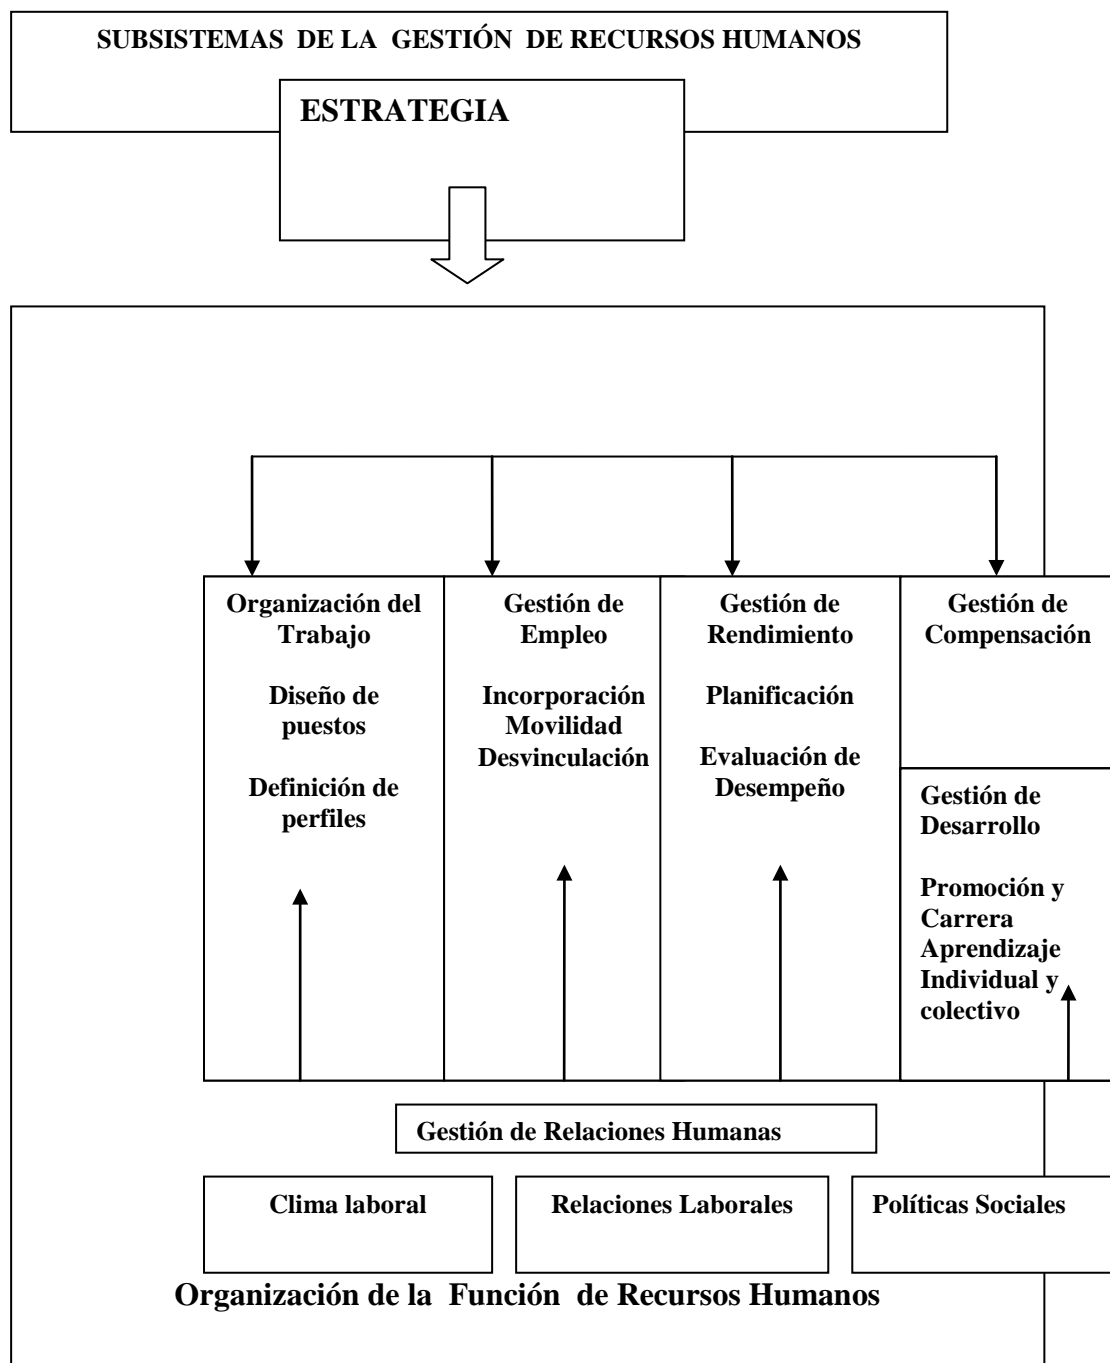 SUBSISTEMAS DE LA GESTIÓN DE RECURSOS HUMANOS
ESTRATEGIA
Organización del
Trabajo
Diseño de
puestos
Definición de
perfiles
Gestión de
Empleo
Incorporación
Movilidad
Desvinculación
Gestión de
Rendimiento
Planificación
Evaluación de
Desempeño
Gestión de
Compensación
Gestión de
Desarrollo
Promoción y
Carrera
Aprendizaje
Individual y
colectivo
Gestión de Relaciones Humanas
Clima laboral
Relaciones Laborales
Políticas Sociales
Organización de la Función de Recursos Humanos